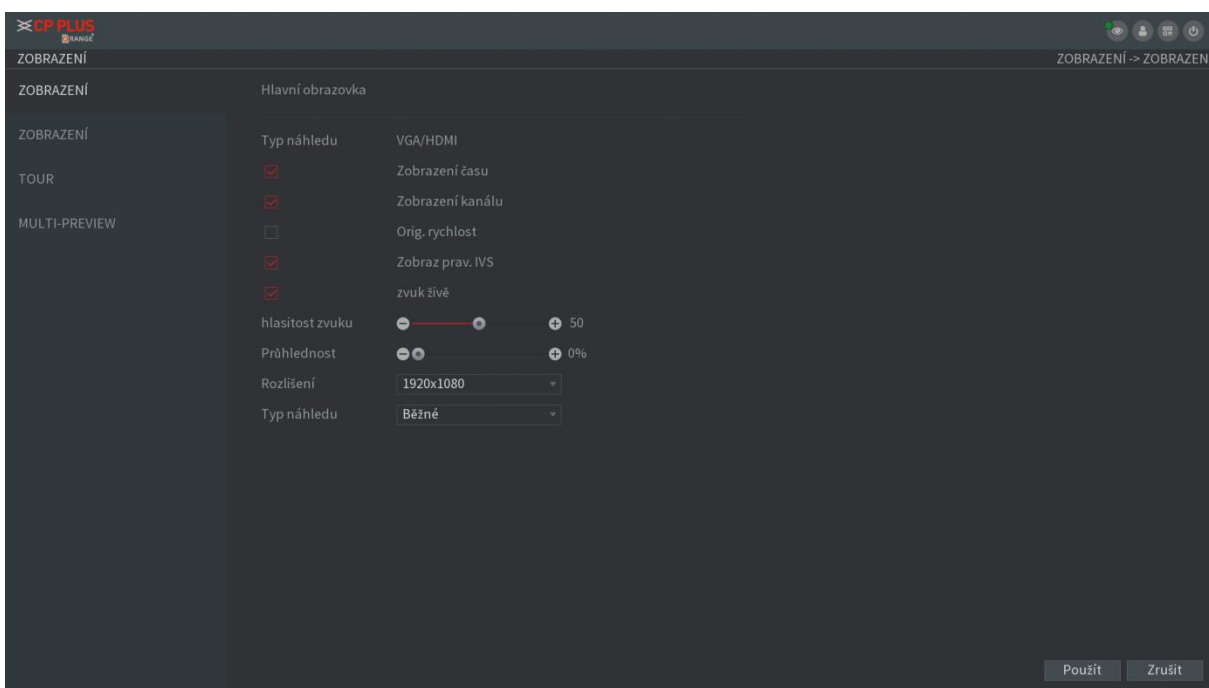 CP PLUS
ORANGE
ZOBRAZENÍ
ZOBRAZENÍ -> ZOBRAZEN
ZOBRAZENÍ
ZOBRAZENÍ
TOUR
MULTI-PREVIEW
Hlavní obrazovka
Typ náhledu VGA/HDMI
Zobrazení času
Zobrazení kanálu
Orig. rychlost
Zobraz prav. IVS
zvuk živě
hlasitost zvuku 50
Průhlednost 0%
Rozlišení 1920x1080
Typ náhledu Běžné
Použít Zrušit